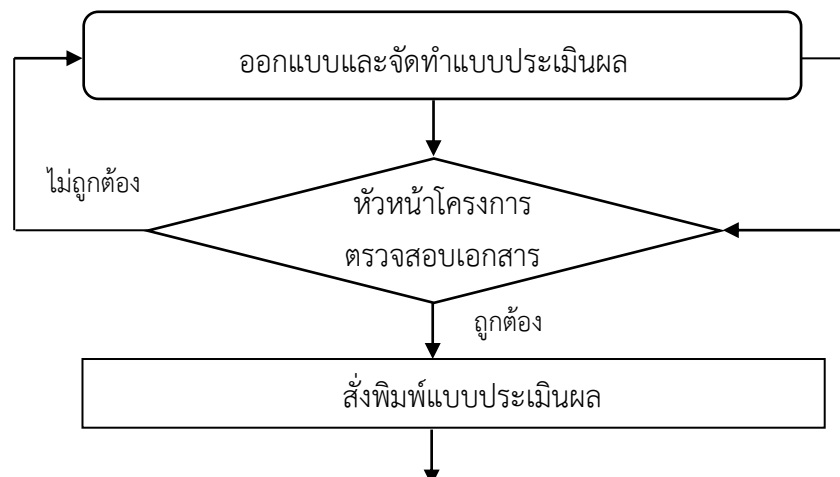 ออกแบบและจัดทำแบบประเมินผล
ไม่ถูกต้อง
หัวหน้าโครงการ
ตรวจสอบเอกสาร
ถูกต้อง
สั่งพิมพ์แบบประเมินผล